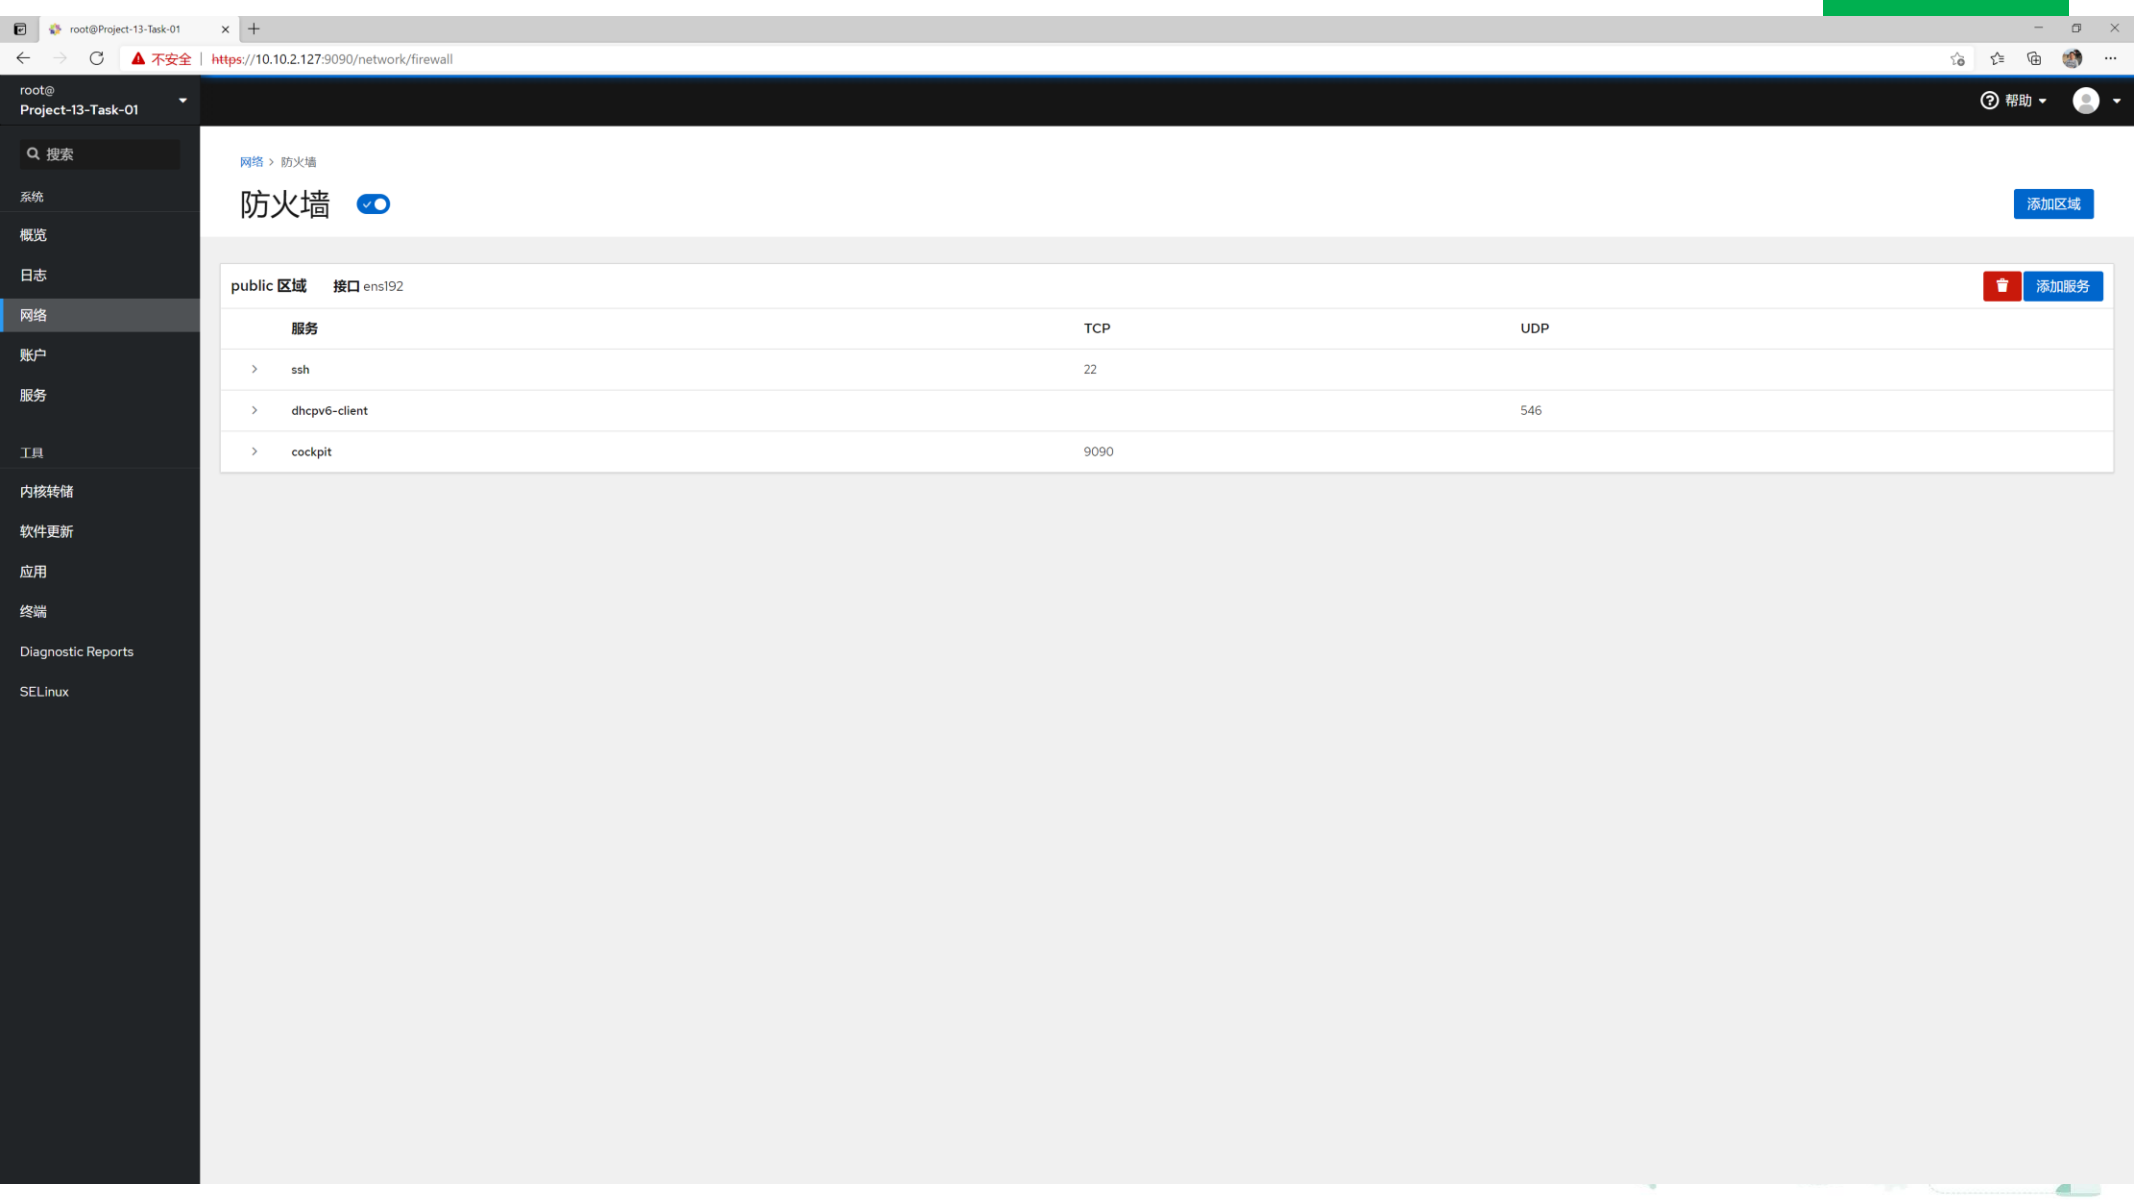 root@Project-13-Task-01
不安全 | https://10.10.2.127:9090/network/firewall
root@
Project-13-Task-01
帮助
搜索
系统
概览
日志
网络
账户
服务
工具
内核转储
软件更新
应用
终端
Diagnostic Reports
SELinux
网络 > 防火墙
防火墙
添加区域
public 区域 接口 ens192
添加服务
服务 TCP UDP
ssh 22
dhcpv6-client 546
cockpit 9090